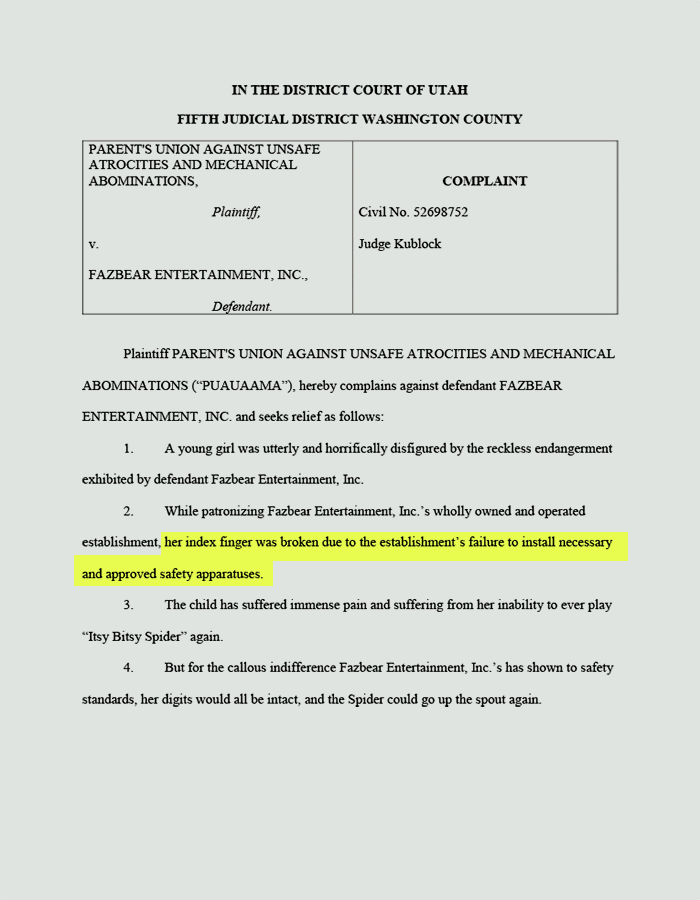 IN THE DISTRICT COURT OF UTAH
FIFTH JUDICIAL DISTRICT WASHINGTON COUNTY
PARENT'S UNION AGAINST UNSAFE
ATROCITIES AND MECHANICAL
ABOMINATIONS,
Plaintiff,
v.
FAZBEAR ENTERTAINMENT, INC.,
Defendant.
COMPLAINT
Civil No. 52698752
Judge Kublock
Plaintiff PARENT'S UNION AGAINST UNSAFE ATROCITIES AND MECHANICAL
ABOMINATIONS (“PUAUAAMA”), hereby complains against defendant FAZBEAR
ENTERTAINMENT, INC. and seeks relief as follows:
1. A young girl was utterly and horrifically disfigured by the reckless endangerment
exhibited by defendant Fazbear Entertainment, Inc.
2. While patronizing Fazbear Entertainment, Inc.’s wholly owned and operated
establishment, her index finger was broken due to the establishment’s failure to install necessary
and approved safety apparatuses.
3. The child has suffered immense pain and suffering from her inability to ever play
“Itsy Bitsy Spider” again.
4. But for the callous indifference Fazbear Entertainment, Inc.’s has shown to safety
standards, her digits would all be intact, and the Spider could go up the spout again.